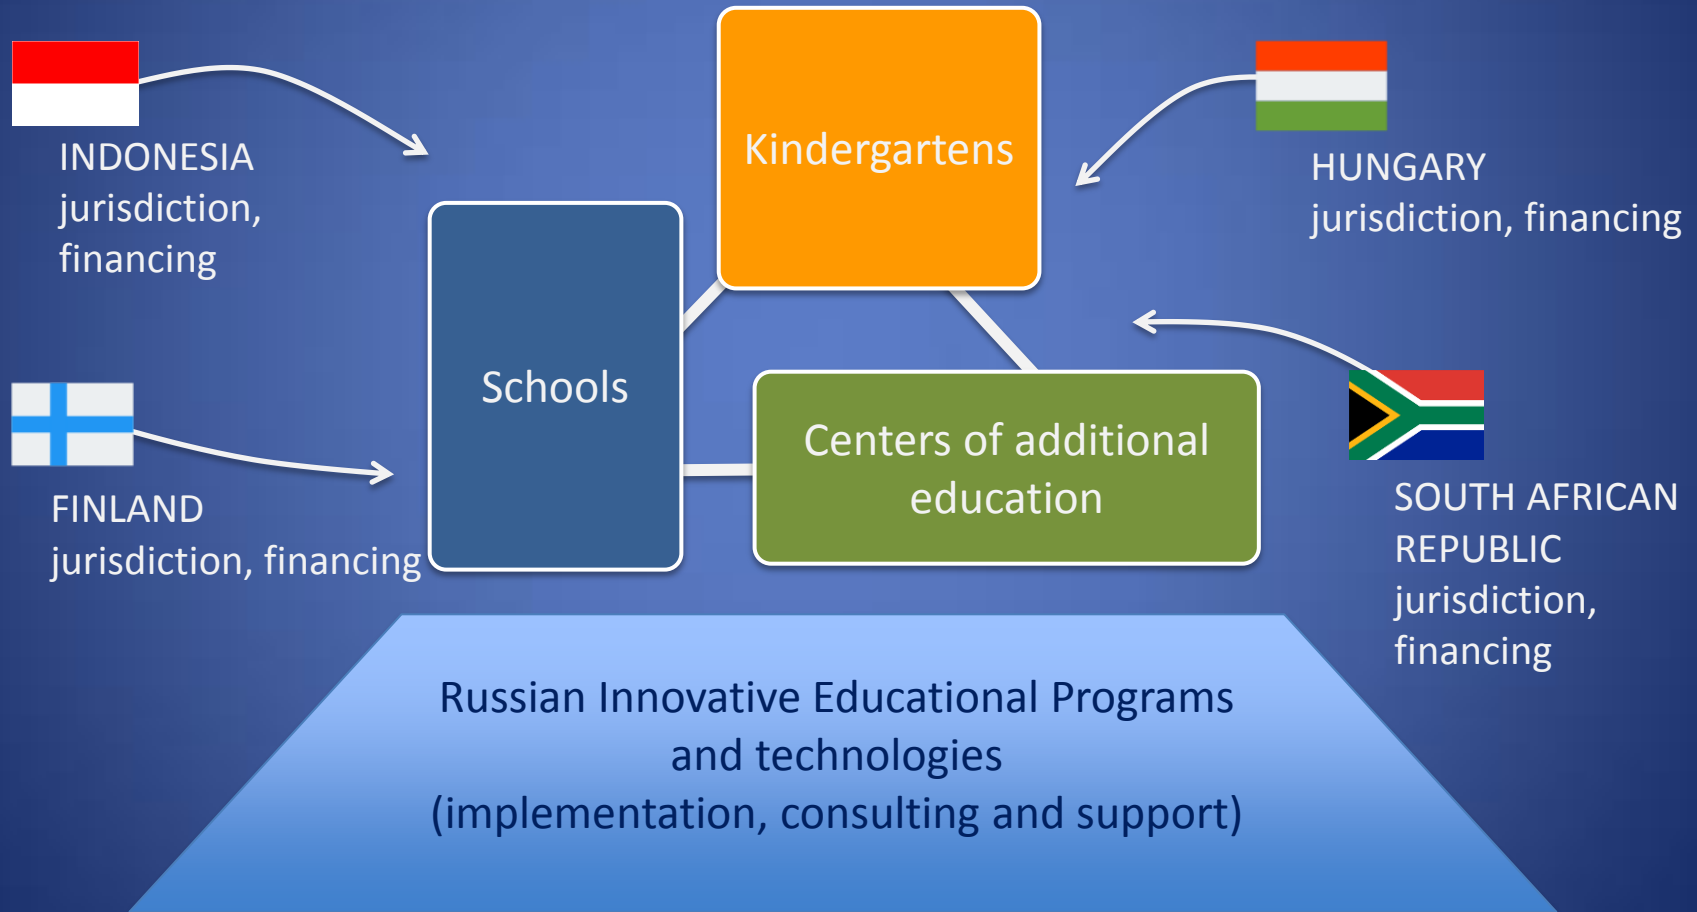 INDONESIA
jurisdiction,
financing
Kindergartens
HUNGARY
jurisdiction, financing
Schools
Centers of additional
education
FINLAND
jurisdiction, financing
SOUTH AFRICAN
REPUBLIC
jurisdiction,
financing
Russian Innovative Educational Programs
and technologies
(implementation, consulting and support)